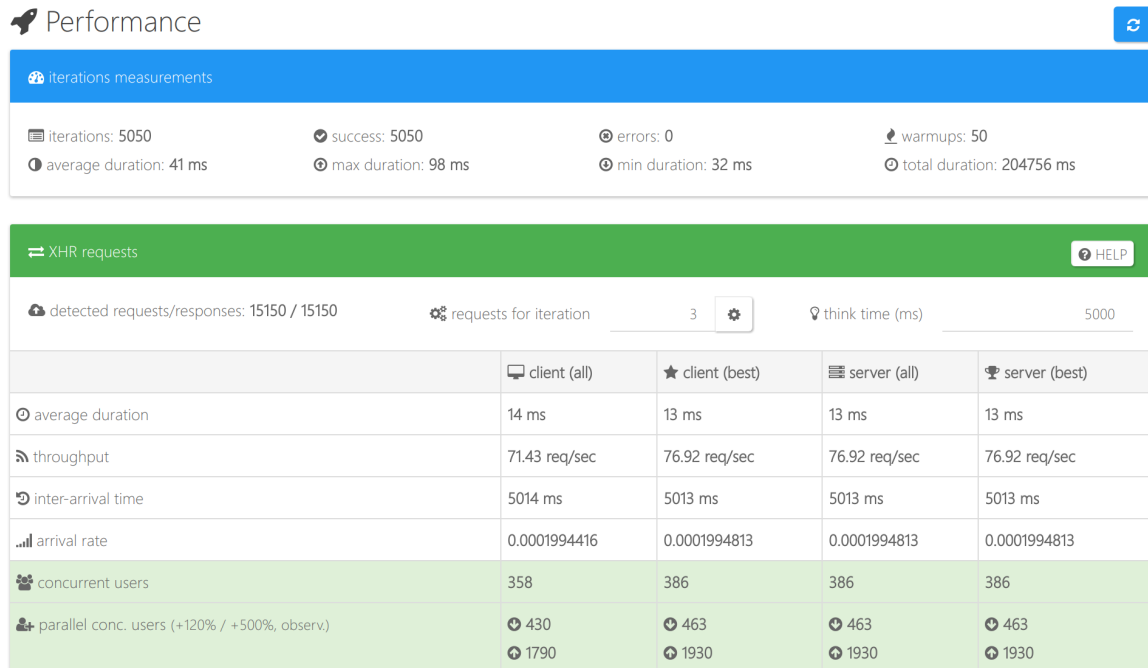 Performance
iterations measurements
iterations: 5050 success: 5050 errors: 0 warmups: 50
average duration: 41 ms max duration: 98 ms min duration: 32 ms total duration: 204756 ms
XHR requests HELP
detected requests/responses: 15150 / 15150 requests for iteration 3 think time (ms) 5000
client (all) client (best) server (all) server (best)
average duration 14 ms 13 ms 13 ms 13 ms
throughput 71.43 req/sec 76.92 req/sec 76.92 req/sec 76.92 req/sec
inter-arrival time 5014 ms 5013 ms 5013 ms 5013 ms
arrival rate 0.0001994416 0.0001994813 0.0001994813 0.0001994813
concurrent users 358 386 386 386
parallel conc. users (+120% / +500%, observ.) 430 463 463 463
1790 1930 1930 1930